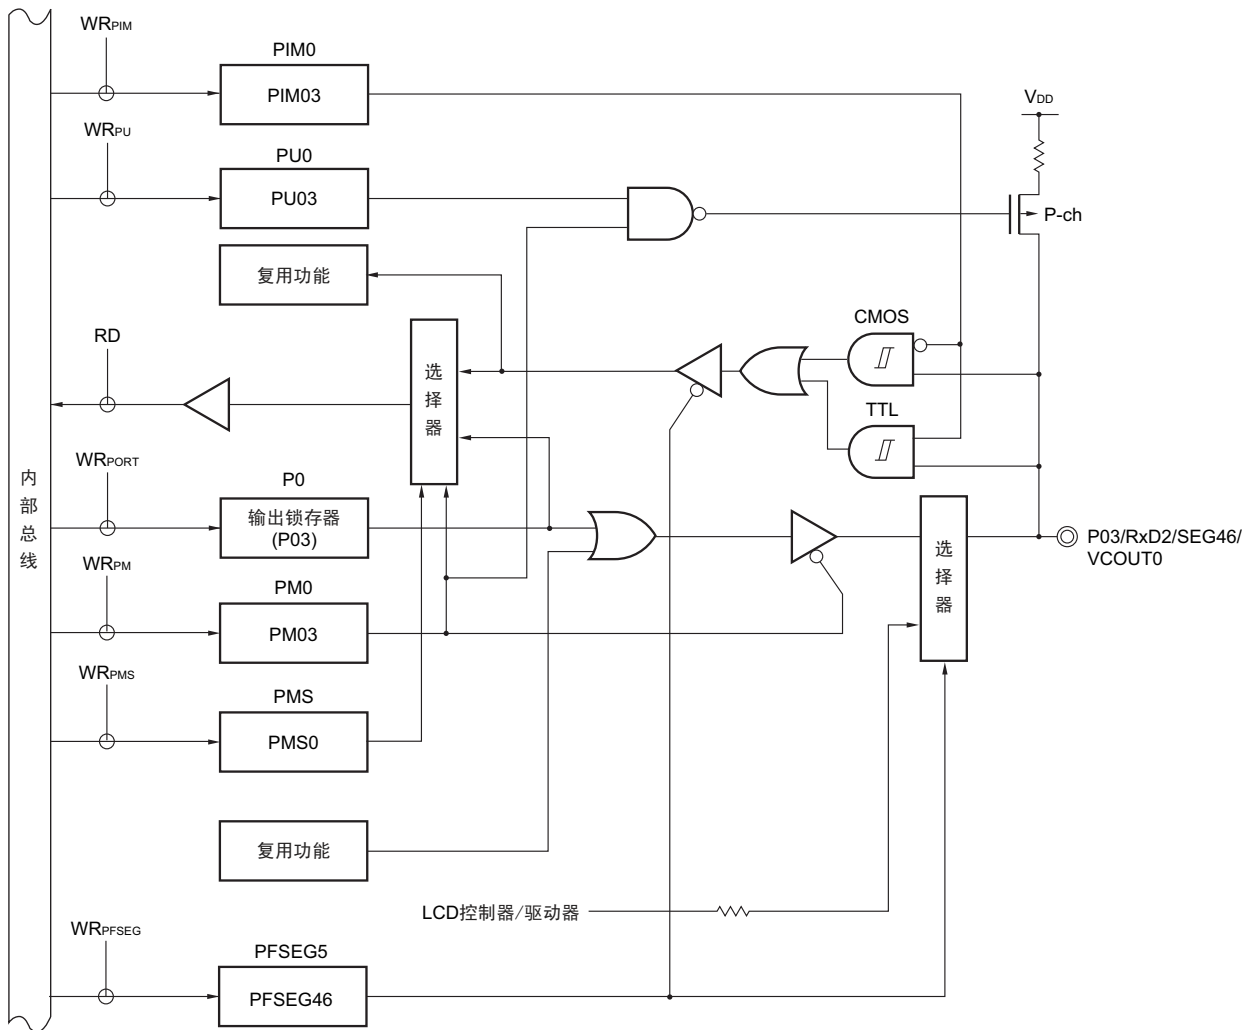 WRPIM
PIM0
PIM03
VDD
WRPU
PU0
PU03
P-ch
复用功能
CMOS
RD
选择器
TTL
WRPORT
内部总线
P0
输出锁存器
(P03)
选择器
P03/RxD2/SEG46/
VCOUT0
WRPM
PM0
PM03
WRPMS
PMS
PMS0
复用功能
LCD控制器/驱动器
WRPFSEG
PFSEG5
PFSEG46